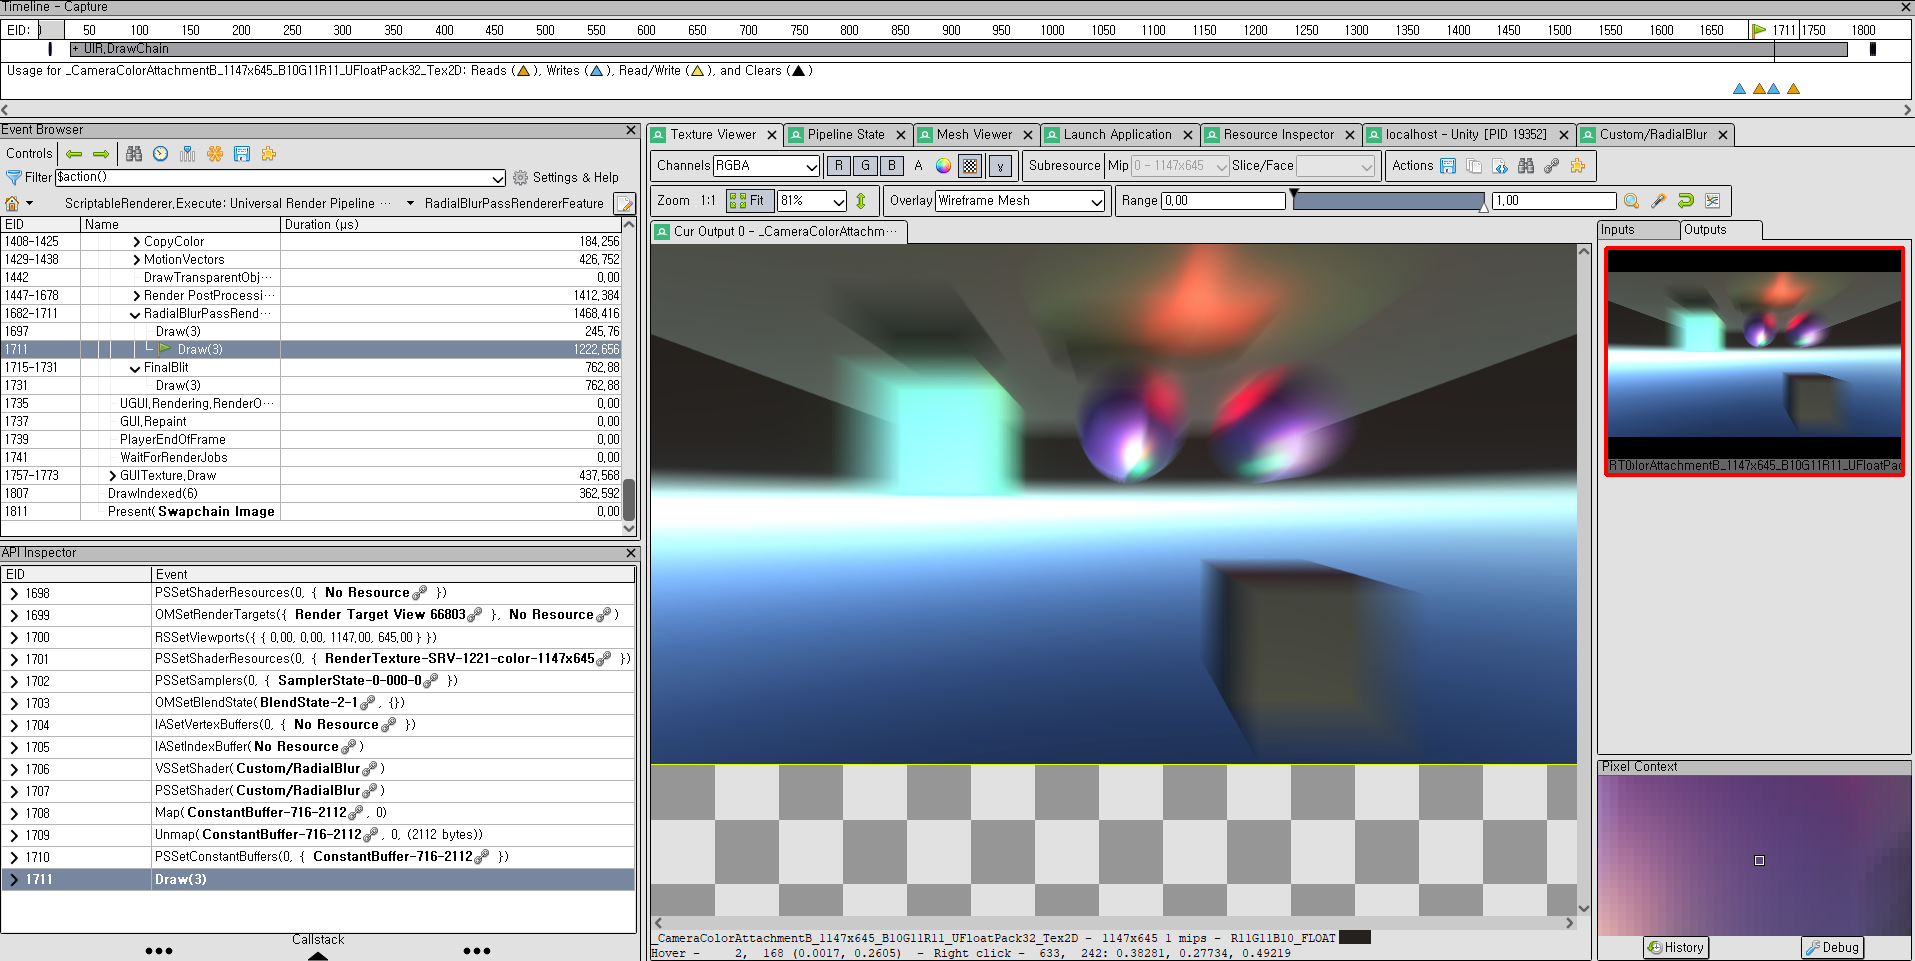 Timeline - Capture
EID: 0 50 100 150 200 250 300 350 400 450 500 550 600 650 700 750 800 850 900 950 1000 1050 1100 1150 1200 1250 1300 1350 1400 1450 1500 1550 1600 1650 1711 1750 1800
+ UIR.DrawChain
Usage for _CameraColorAttachmentB_1147x645_B10G11R11_UFloatPack32_Tex2D: Reads ( ), Writes ( ), Read/Write ( ), and Clears ( )
Event Browser
Controls
Filter $action() Settings & Help
ScriptableRenderer.Execute: Universal Render Pipeline ··· RadialBlurPassRendererFeature
EID Name Duration (µs)
1408-1425 CopyColor 184,256
1429-1438 MotionVectors 426,752
1442 DrawTransparentObj··· 0,00
1447-1678 Render PostProcessi··· 1412,384
1682-1711 RadialBlurPassRend··· 1468,416
1697 Draw(3) 245,76
1711 Draw(3) 1222,656
1715-1731 FinalBlit 762,88
1731 Draw(3) 762,88
1735 UGUI.Rendering.RenderO··· 0,00
1737 GUI.Repaint 0,00
1739 PlayerEndOfFrame 0,00
1741 WaitForRenderJobs 0,00
1757-1773 GUITexture.Draw 437,568
1807 DrawIndexed(6) 362,592
1811 Present(Swapchain Image 0,00
API Inspector
EID Event
1698 PSSetShaderResources(0, { No Resource })
1699 OMSetRenderTargets({ Render Target View 66803 }, No Resource )
1700 RSSetViewports({ { 0,00, 0,00, 1147,00, 645,00 } })
1701 PSSetShaderResources(0, { RenderTexture-SRV-1221-color-1147x645 })
1702 PSSetSamplers(0, { SamplerState-0-000-0 })
1703 OMSetBlendState(BlendState-2-1 , {})
1704 IASetVertexBuffers(0, { No Resource })
1705 IASetIndexBuffer(No Resource )
1706 VSSetShader(Custom/RadialBlur )
1707 PSSetShader(Custom/RadialBlur )
1708 Map(ConstantBuffer-716-2112 , 0)
1709 Unmap(ConstantBuffer-716-2112 , 0, (2112 bytes))
1710 PSSetConstantBuffers(0, { ConstantBuffer-716-2112 })
1711 Draw(3)
Callstack
Texture Viewer Pipeline State Mesh Viewer Launch Application Resource Inspector localhost - Unity [PID 19352] Custom/RadialBlur
Channels RGBA R G B A γ Subresource Mip 0 - 1147x645 Slice/Face Actions
Zoom 1:1 Fit 81% Overlay Wireframe Mesh Range 0,00 1,00
Cur Output 0 - _CameraColorAttachm···
_CameraColorAttachmentB_1147x645_B10G11R11_UFloatPack32_Tex2D - 1147x645 1 mips - R11G11B10_FLOAT
Hover - 2, 168 (0.0017, 0.2605) - Right click - 633, 242: 0.38281, 0.27734, 0.49219
Inputs Outputs
Pixel Context
History Debug